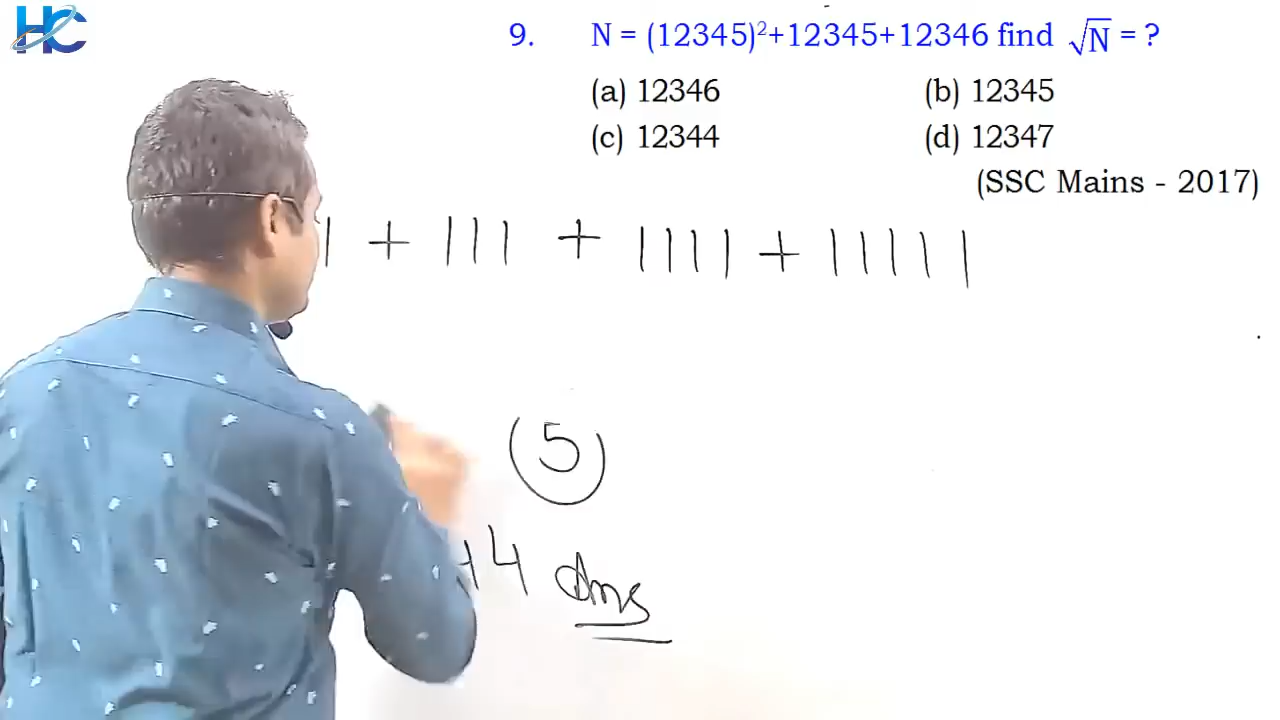 HC
9. N = (12345)²+12345+12346 find √N = ?
(a) 12346 (b) 12345
(c) 12344 (d) 12347
(SSC Mains - 2017)
1 + 111 + 1111 + 11111
5
4 Ans